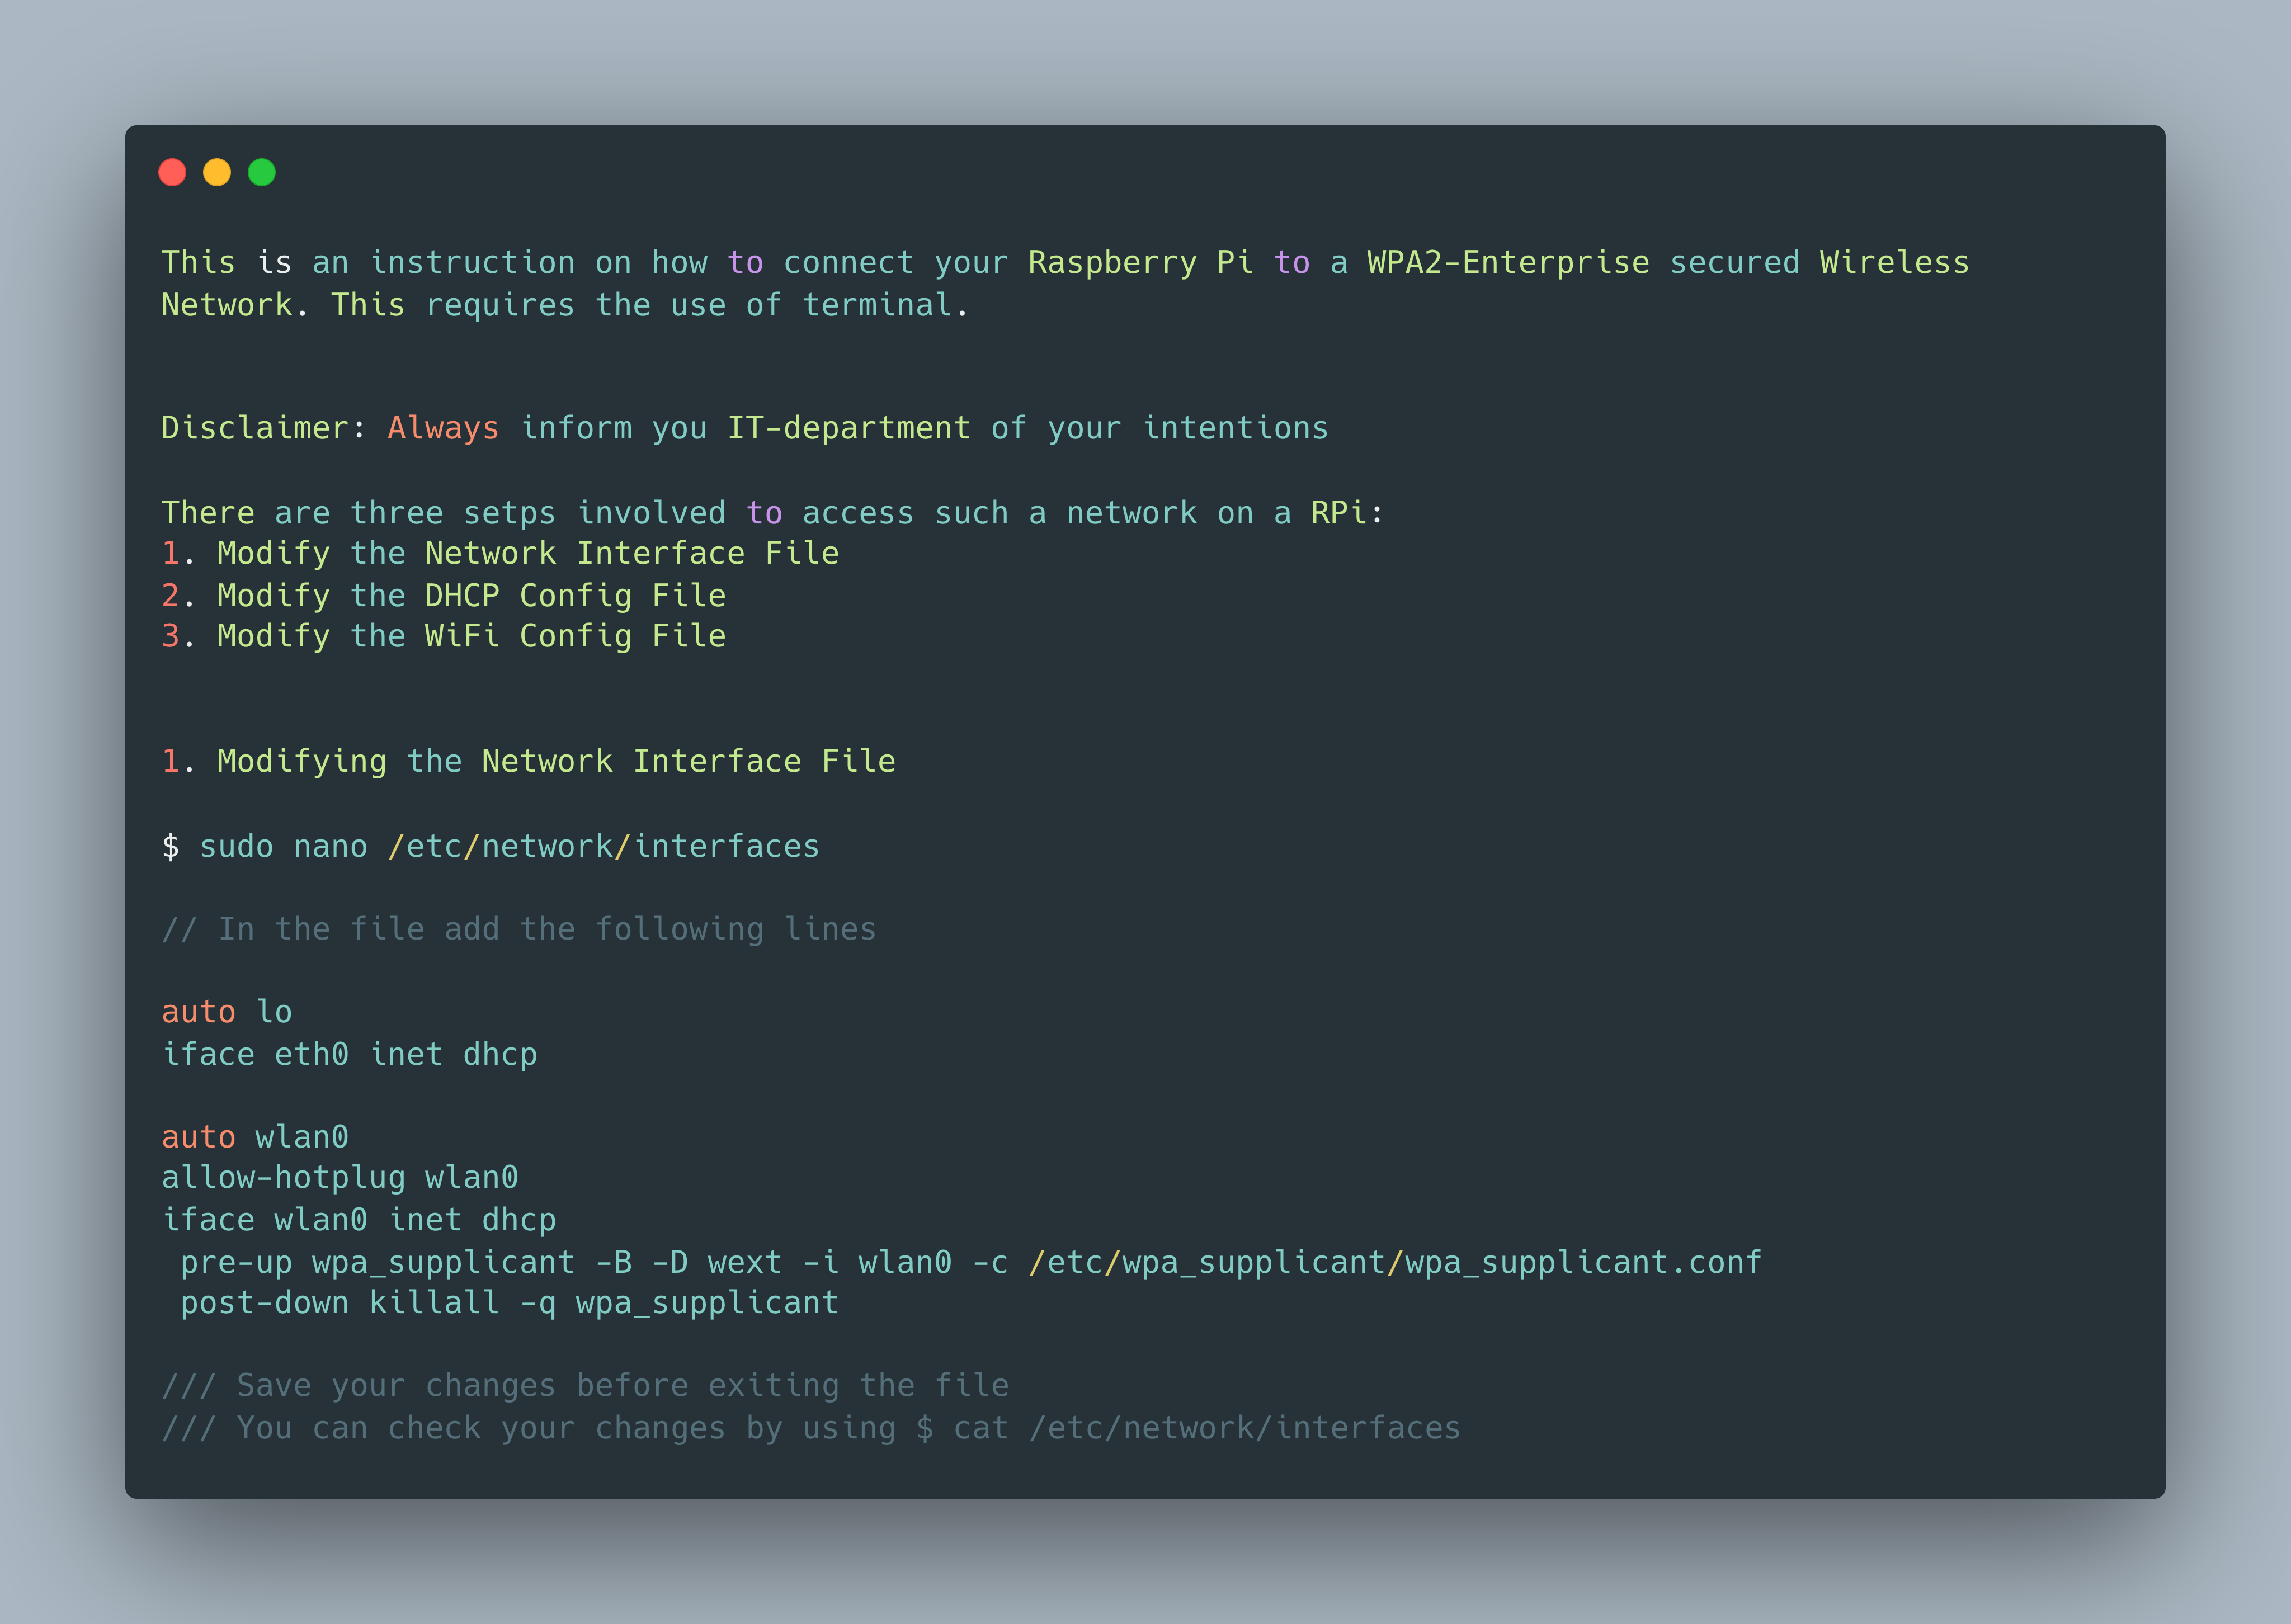 This is an instruction on how to connect your Raspberry Pi to a WPA2-Enterprise secured Wireless
Network. This requires the use of terminal.
Disclaimer: Always inform you IT-department of your intentions
There are three setps involved to access such a network on a RPi:
1. Modify the Network Interface File
2. Modify the DHCP Config File
3. Modify the WiFi Config File
1. Modifying the Network Interface File
$ sudo nano /etc/network/interfaces
// In the file add the following lines
auto lo
iface eth0 inet dhcp
auto wlan0
allow-hotplug wlan0
iface wlan0 inet dhcp
 pre-up wpa_supplicant -B -D wext -i wlan0 -c /etc/wpa_supplicant/wpa_supplicant.conf
 post-down killall -q wpa_supplicant
/// Save your changes before exiting the file
/// You can check your changes by using $ cat /etc/network/interfaces